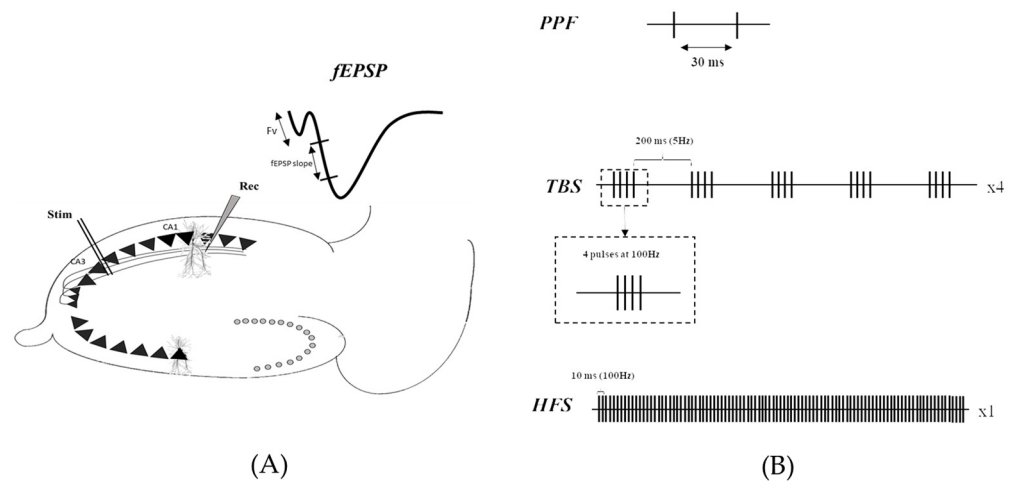 fEPSP
Fv
fEPSP slope
Rec
Stim
CA1
CA3
(A)
PPF
30 ms
200 ms (5Hz)
TBS
x4
4 pulses at 100Hz
10 ms (100Hz)
HFS
x1
(B)